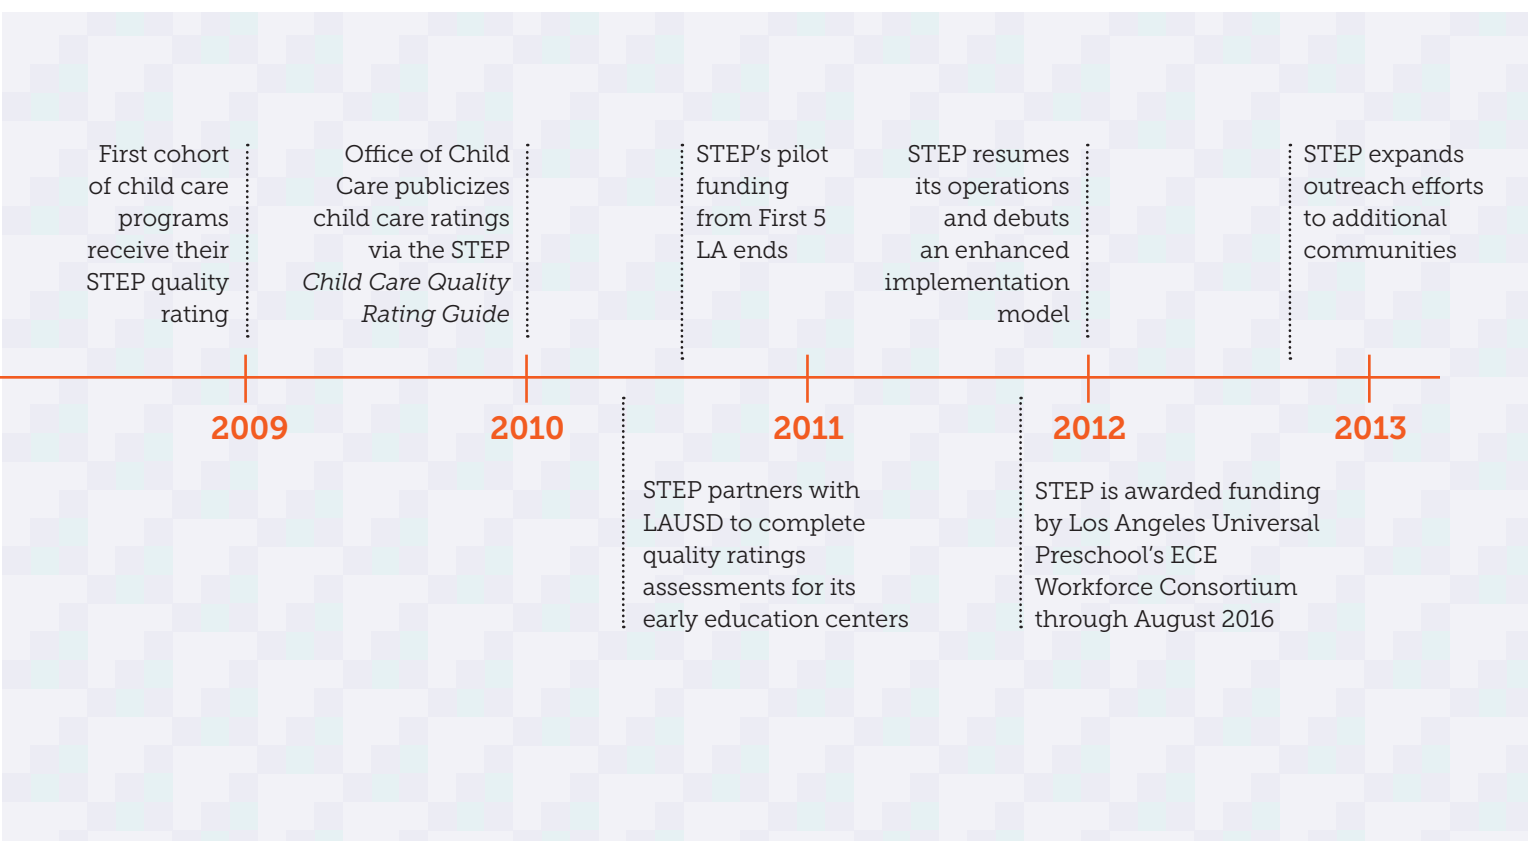 First cohort
of child care
programs
receive their
STEP quality
rating
Office of Child
Care publicizes
child care ratings
via the STEP
Child Care Quality
Rating Guide
STEP’s pilot
funding
from First 5
LA ends
STEP resumes
its operations
and debuts
an enhanced
implementation
model
STEP expands
outreach efforts
to additional
communities
2009
2010
2011
2012
2013
STEP partners with
LAUSD to complete
quality ratings
assessments for its
early education centers
STEP is awarded funding
by Los Angeles Universal
Preschool’s ECE
Workforce Consortium
through August 2016